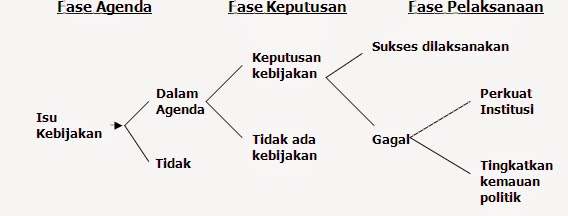 Fase Agenda
Fase Keputusan
Fase Pelaksanaan
Isu
Kebijakan
Dalam
Agenda
Tidak
Keputusan
kebijakan
Tidak ada
kebijakan
Sukses dilaksanakan
Gagal
Perkuat
Institusi
Tingkatkan
kemauan
politik